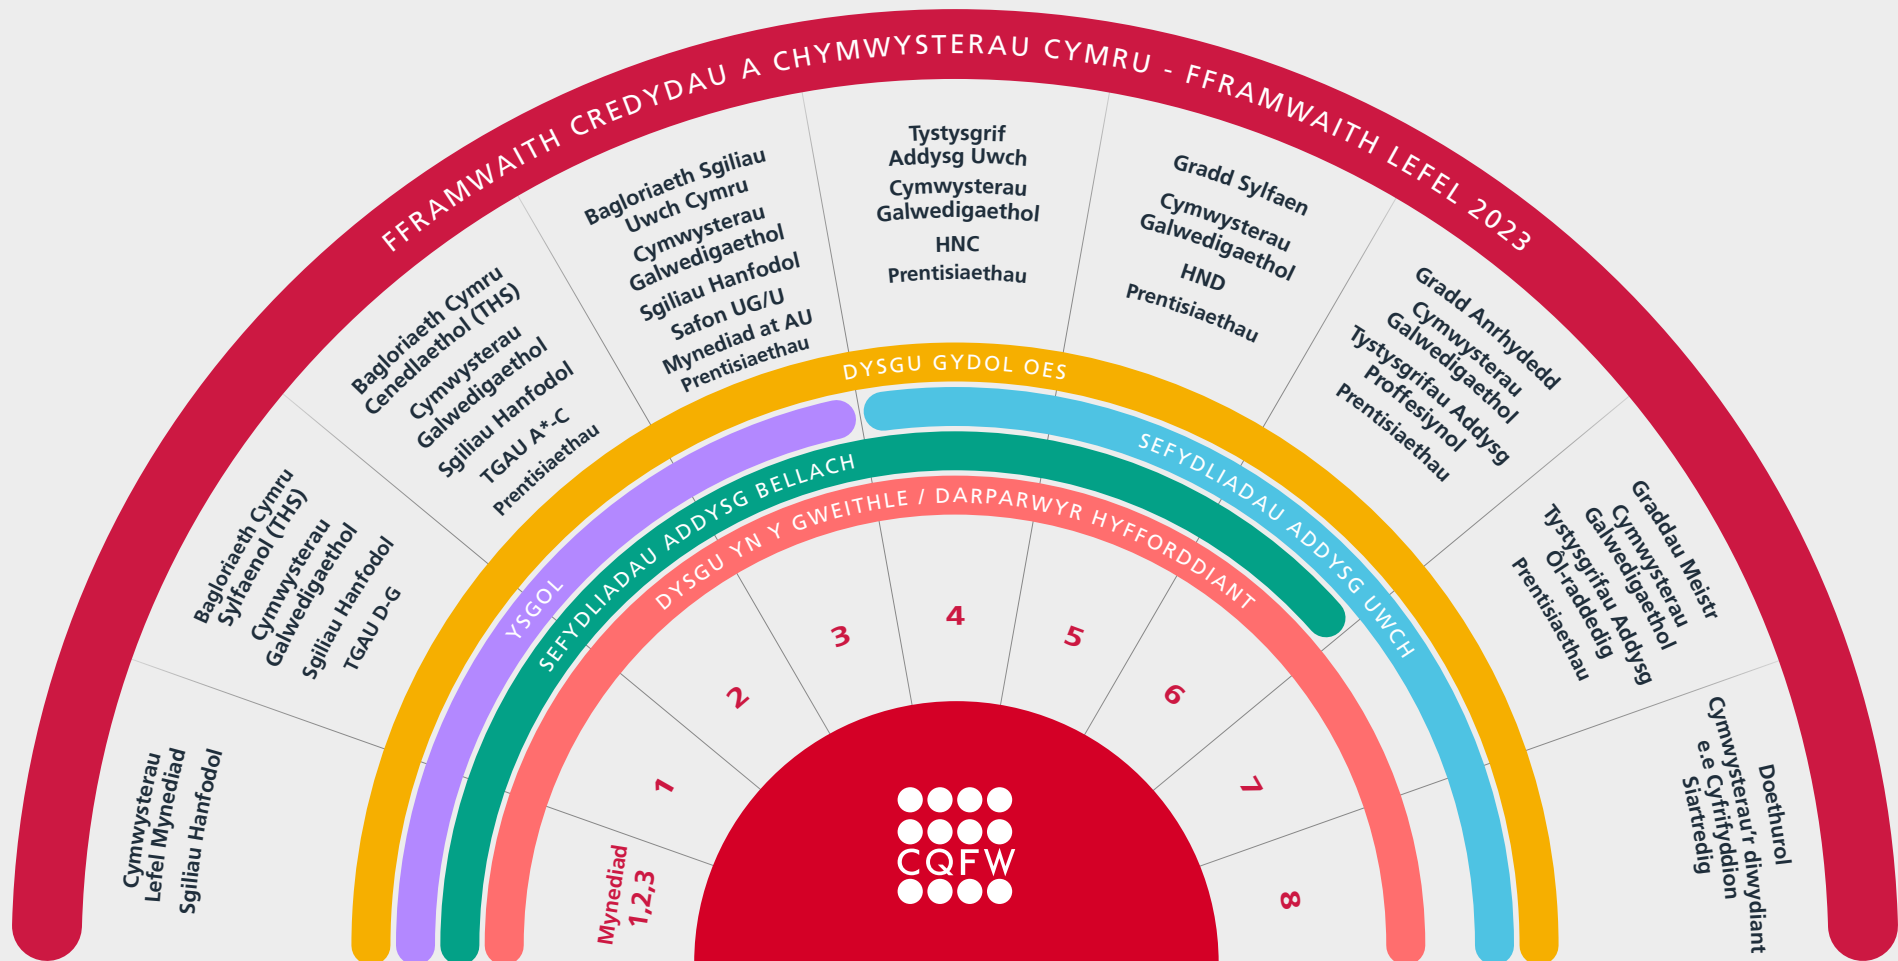 FFRAMWAITH CREDYDAU A CHYMWYSTERAU CYMRU - FFRAMWAITH LEFEL 2023
Cymwysterau
Lefel Mynediad
Sgiliau Hanfodol
Bagloriaeth Cymru
Sylfaenol (THS)
Cymwysterau
Galwedigaethol
Sgiliau Hanfodol
TGAU D-G
Bagloriaeth Cymru
Cenedlaethol (THS)
Cymwysterau
Galwedigaethol
Sgiliau Hanfodol
TGAU A*-C
Prentisiaethau
Bagloriaeth Sgiliau
Uwch Cymru
Cymwysterau
Galwedigaethol
Sgiliau Hanfodol
Safon UG/U
Mynediad at AU
Prentisiaethau
Tystysgrif
Addysg Uwch
Cymwysterau
Galwedigaethol
HNC
Prentisiaethau
Gradd Sylfaen
Cymwysterau
Galwedigaethol
HND
Prentisiaethau
Gradd Anrhydedd
Cymwysterau
Galwedigaethol
Tystysgrifau Addysg
Proffesiynol
Prentisiaethau
Graddau Meistr
Cymwysterau
Galwedigaethol
Tystysgrifau Addysg
Ôl-raddedig
Prentisiaethau
Doethurol
Cymwysterau'r diwydiant
e.e Cyfrifyddion
Siartredig
DYSGU GYDOL OES
YSGOL
SEFYDLIADAU ADDYSG UWCH
SEFYDLIADAU ADDYSG BELLACH
DYSGU YN Y GWEITHLE / DARPARWYR HYFFORDDIANT
Mynediad
1,2,3
1
2
3
4
5
6
7
8
CQFW